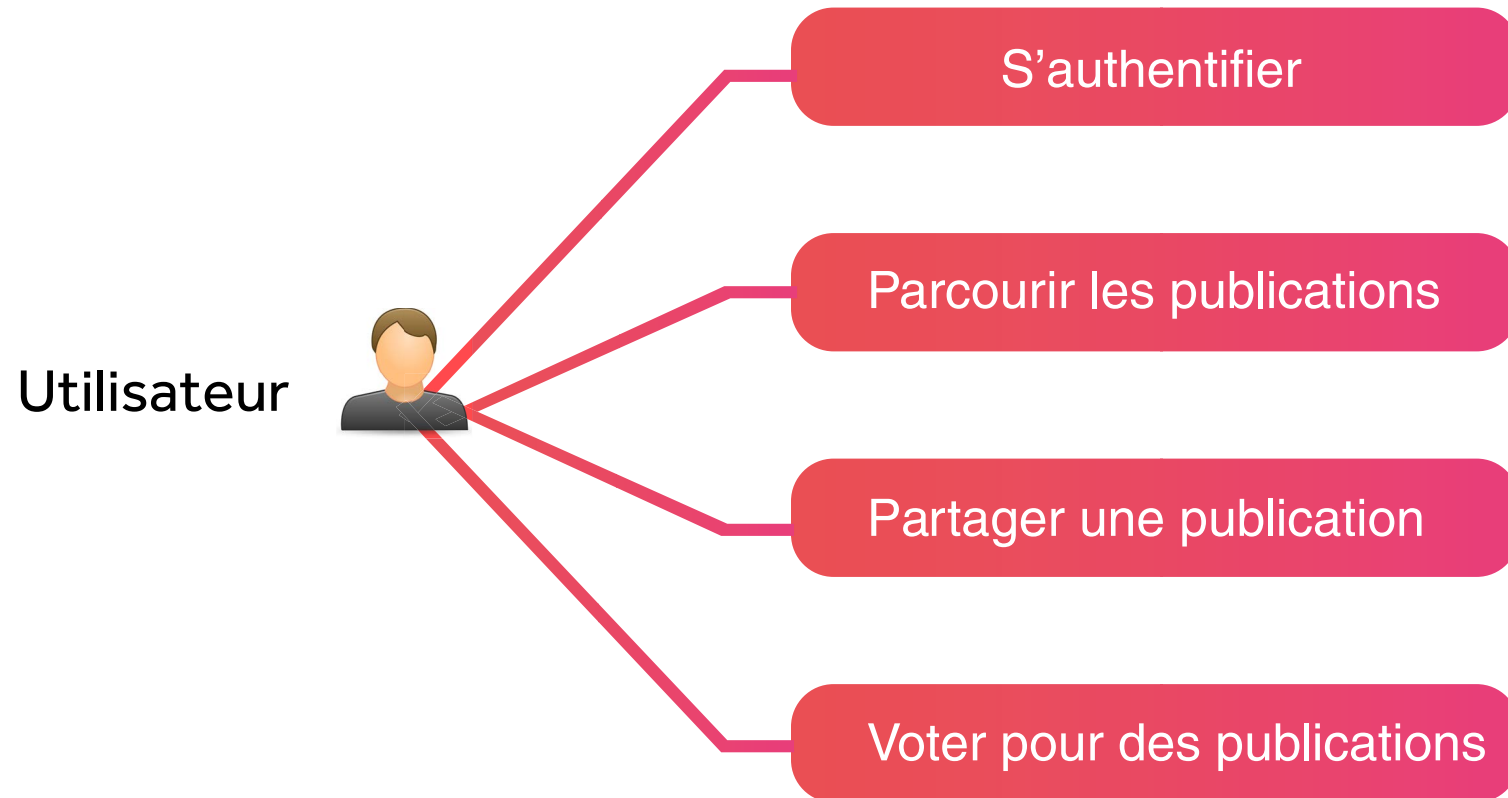 S’authentifier
Parcourir les publications
Utilisateur
Partager une publication
Voter pour des publications